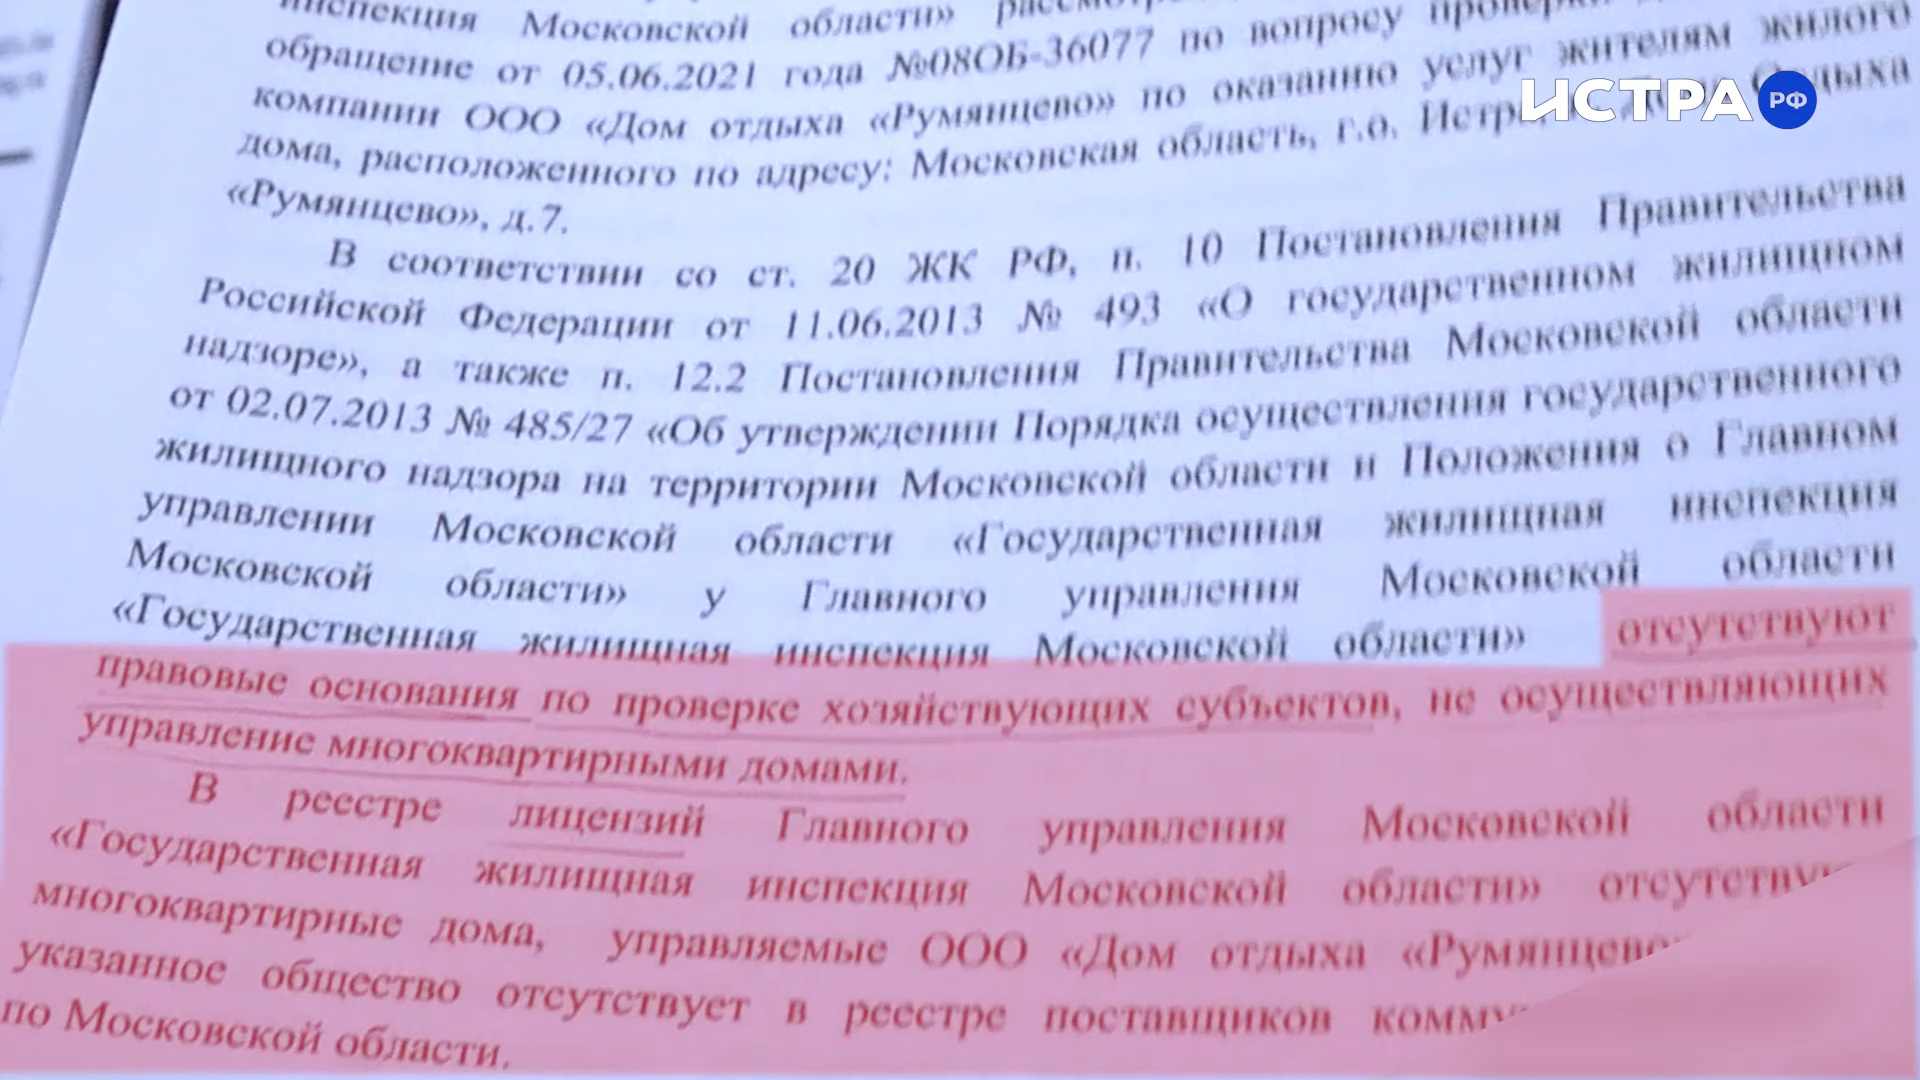 инспекция Московской области»
обращение от 05.06.2021 года №08ОБ-36077 по вопросу проверки
компании ООО «Дом отдыха «Румянцево» по оказанию услуг жителям жилого
дома, расположенного по адресу: Московская область, г.о. Истра, Отдыха
«Румянцево», д.7.
В соответствии со ст. 20 ЖК РФ, п. 10 Постановления Правительства
Российской Федерации от 11.06.2013 № 493 «О государственном жилищном
надзоре», а также п. 12.2 Постановления Правительства Московской области
от 02.07.2013 № 485/27 «Об утверждении Порядка осуществления государственного
жилищного надзора на территории Московской области и Положения о Главном
управлении Московской области «Государственная жилищная инспекция
Московской области» у Главного управления Московской области
«Государственная жилищная инспекция Московской области» отсутствуют
правовые основания по проверке хозяйствующих субъектов, не осуществляющих
управление многоквартирными домами.
В реестре лицензий Главного управления Московской области
«Государственная жилищная инспекция Московской области»
многоквартирные дома, управляемые ООО «Дом отдыха «Румянцево»
указанное общество отсутствует в реестре поставщиков
по Московской области.
ИСТРА РФ